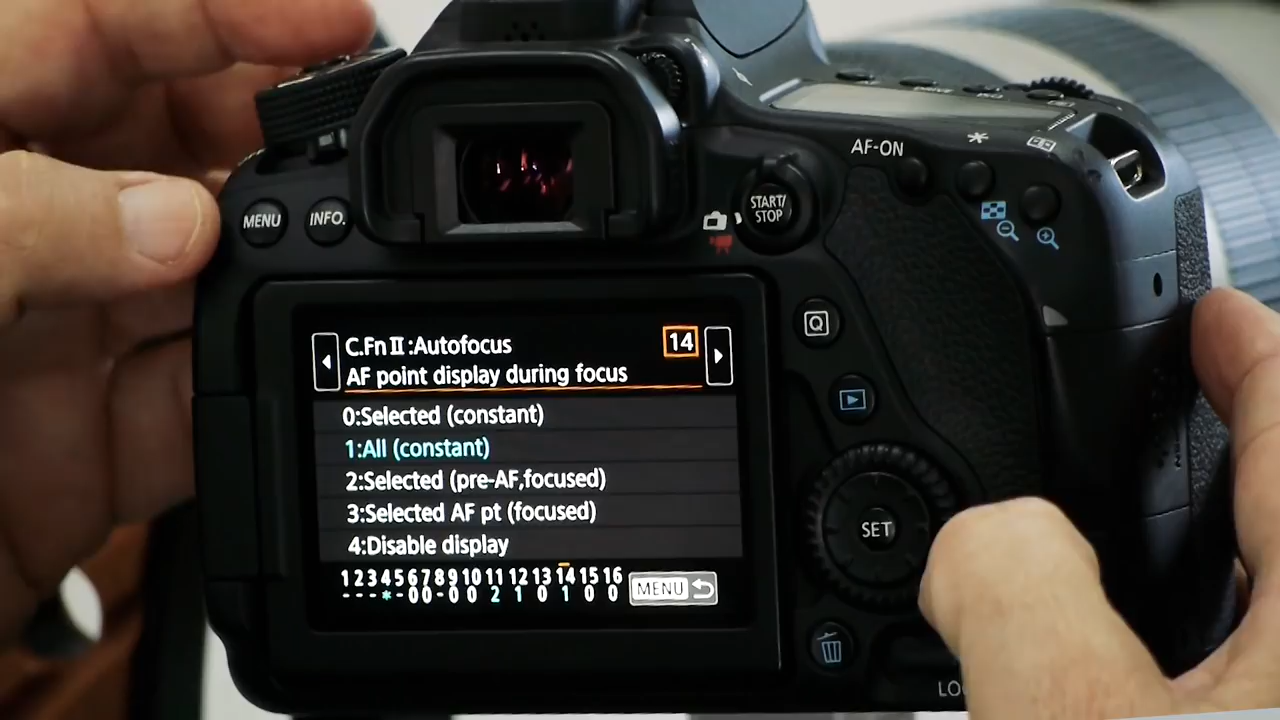 AF-ON
*
MENU
INFO.
START/
STOP
Q
C.Fn II :Autofocus
14
AF point display during focus
0:Selected (constant)
1:All (constant)
2:Selected (pre-AF,focused)
3:Selected AF pt (focused)
4:Disable display
1 2 3 4 5 6 7 8 9 10 11 12 13 14 15 16
- - - * - 0 0 - 0 0 2 1 0 1 0 0
MENU
SET